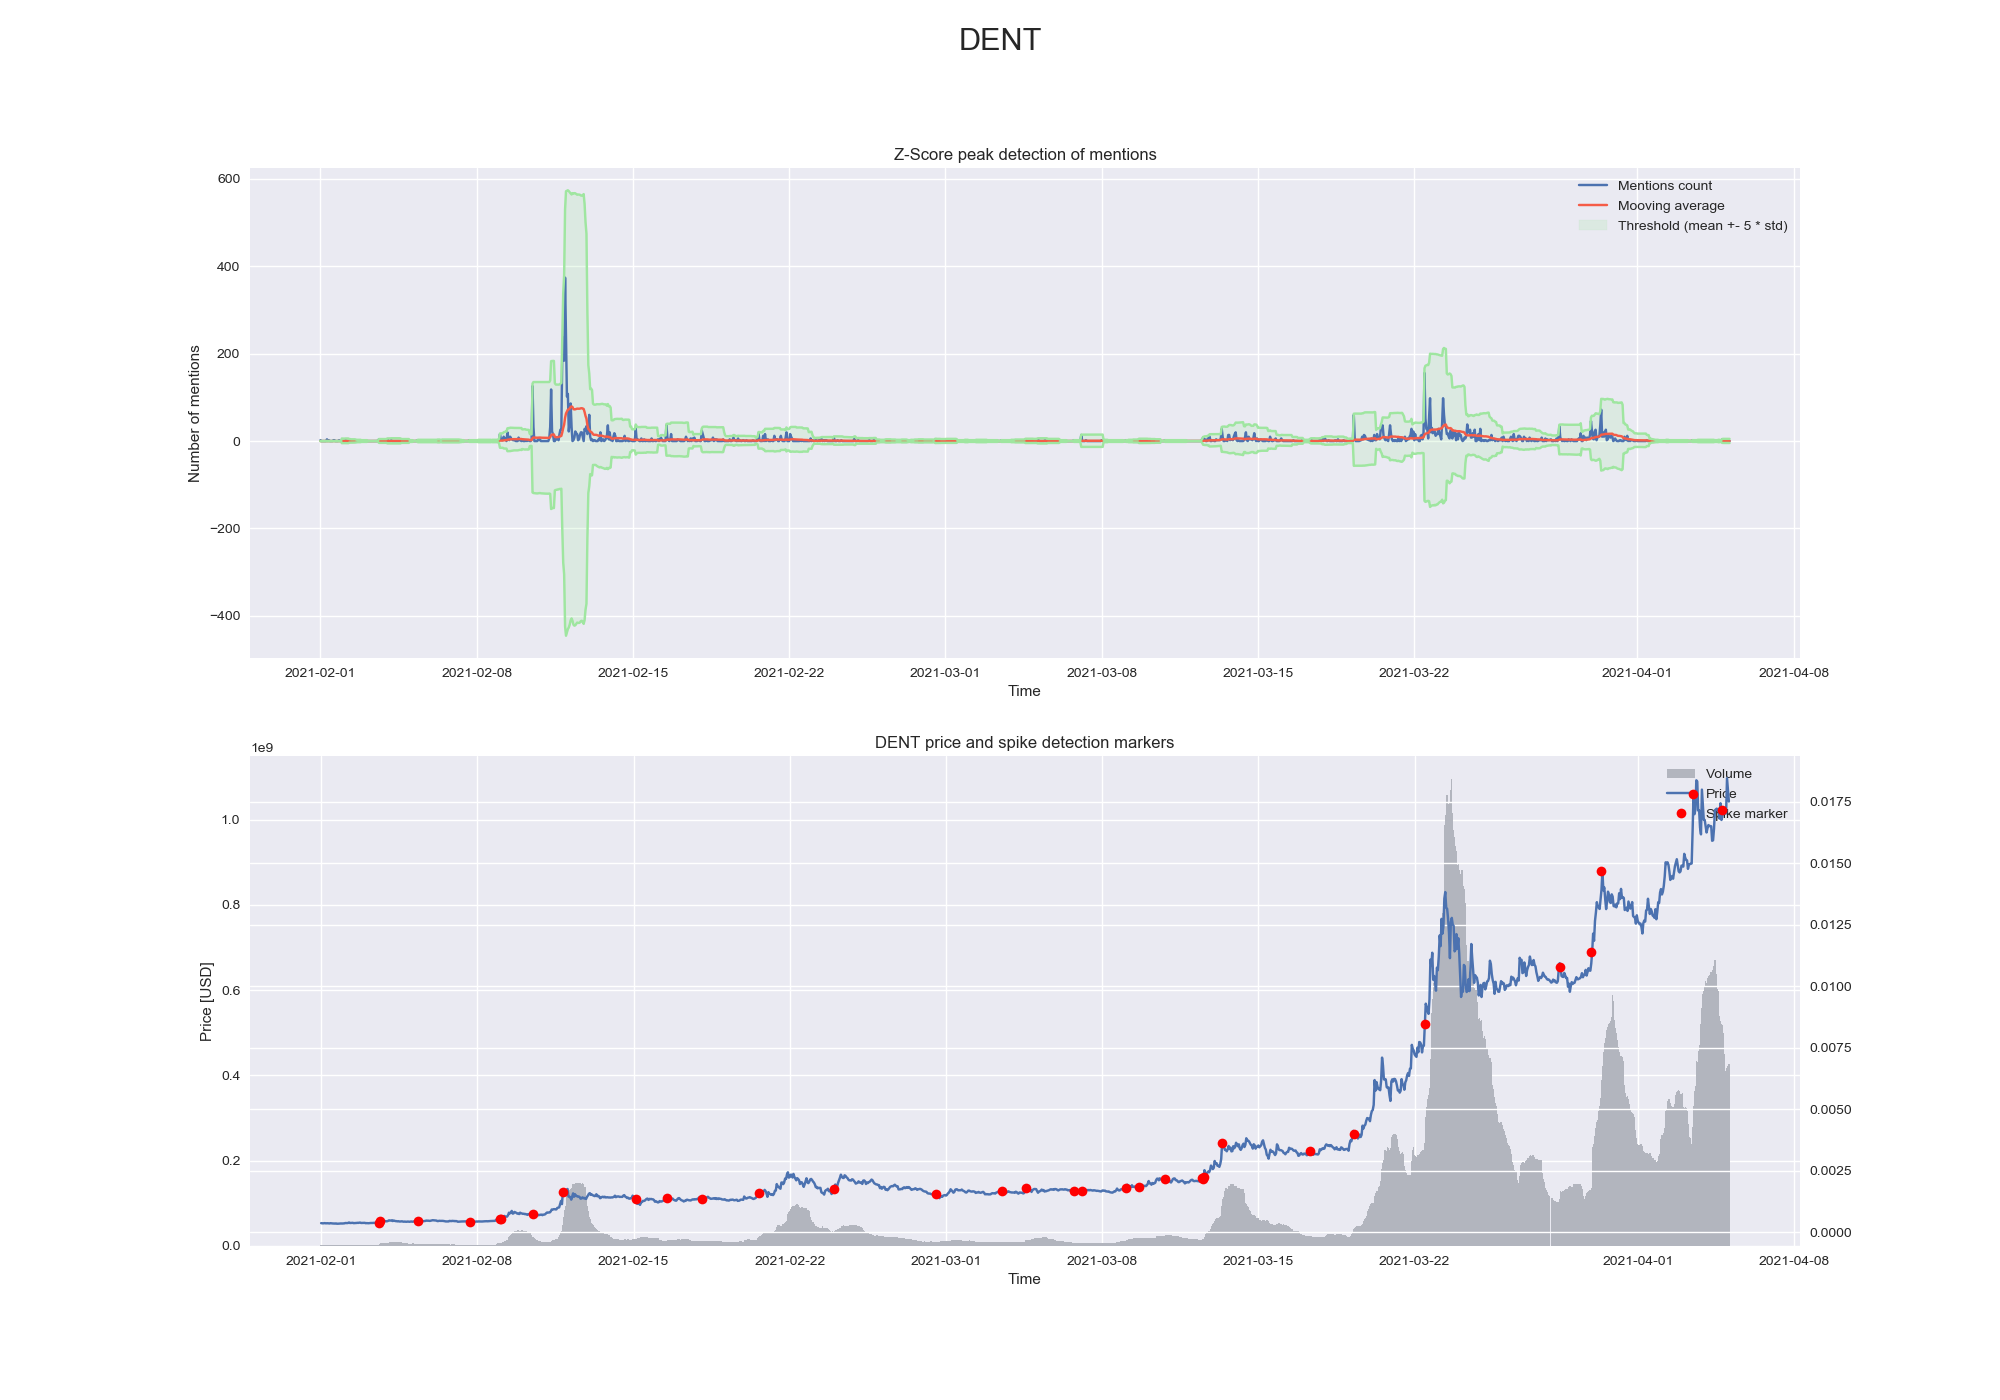 DENT
Z-Score peak detection of mentions
600
400
200
0
−200
−400
Number of mentions
Mentions count
Mooving average
Threshold (mean +- 5 * std)
2021-02-01 2021-02-08 2021-02-15 2021-02-22 2021-03-01 2021-03-08 2021-03-15 2021-03-22 2021-04-01 2021-04-08
Time
DENT price and spike detection markers
1e9
1.0
0.8
0.6
0.4
0.2
0.0
Price [USD]
Volume
Price
Spike marker
0.0175
0.0150
0.0125
0.0100
0.0075
0.0050
0.0025
0.0000
2021-02-01 2021-02-08 2021-02-15 2021-02-22 2021-03-01 2021-03-08 2021-03-15 2021-03-22 2021-04-01 2021-04-08
Time